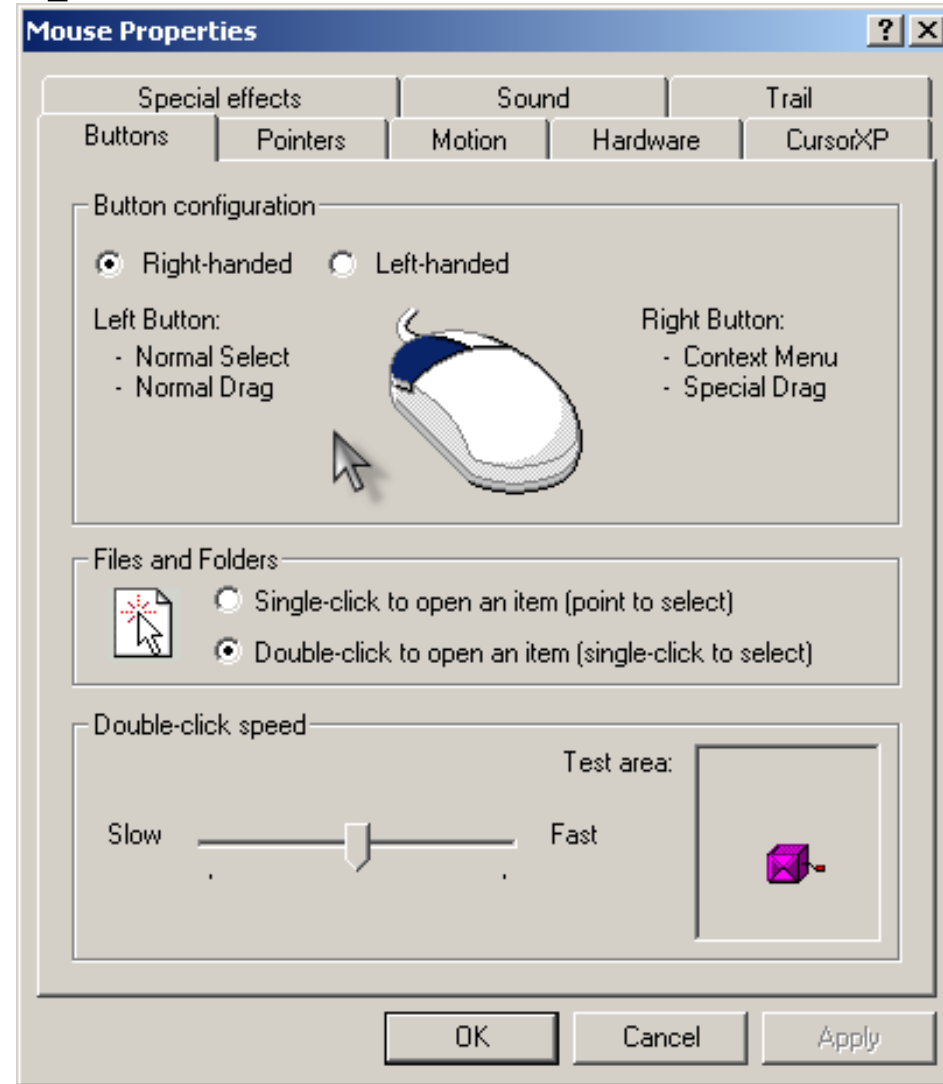 Mouse Properties
Special effects Sound Trail
Buttons Pointers Motion Hardware CursorXP
Button configuration
Right-handed Left-handed
Left Button: Right Button:
- Normal Select - Context Menu
- Normal Drag - Special Drag
Files and Folders
Single-click to open an item (point to select)
Double-click to open an item (single-click to select)
Double-click speed
Test area:
Slow Fast
OK Cancel Apply